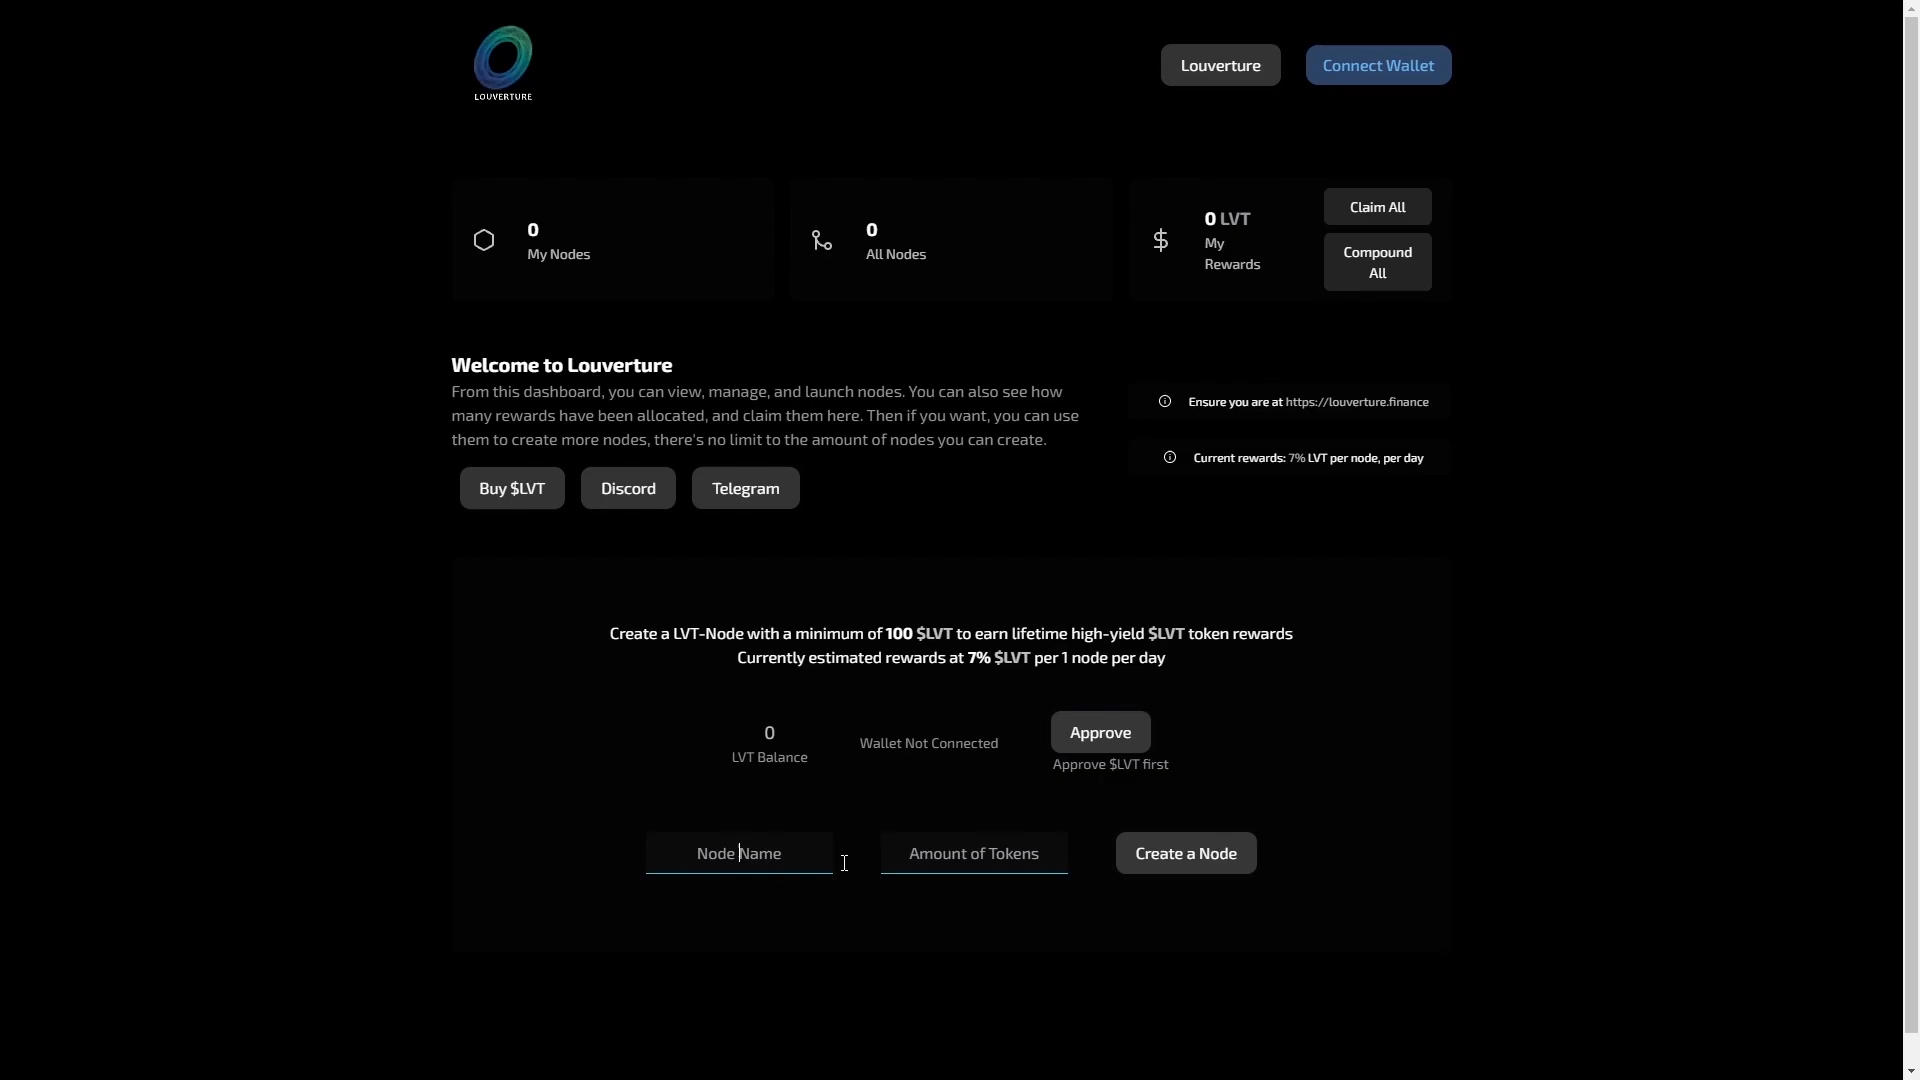 LOUVERTURE
Louverture
Connect Wallet
0
My Nodes
0
All Nodes
0 LVT
My
Rewards
Claim All
Compound
All
Welcome to Louverture
From this dashboard, you can view, manage, and launch nodes. You can also see how
many rewards have been allocated, and claim them here. Then if you want, you can use
them to create more nodes, there's no limit to the amount of nodes you can create.
Ensure you are at https://louverture.finance
Current rewards: 7% LVT per node, per day
Buy $LVT
Discord
Telegram
Create a LVT-Node with a minimum of 100 $LVT to earn lifetime high-yield $LVT token rewards
Currently estimated rewards at 7% $LVT per 1 node per day
0
LVT Balance
Wallet Not Connected
Approve
Approve $LVT first
Node Name
Amount of Tokens
Create a Node